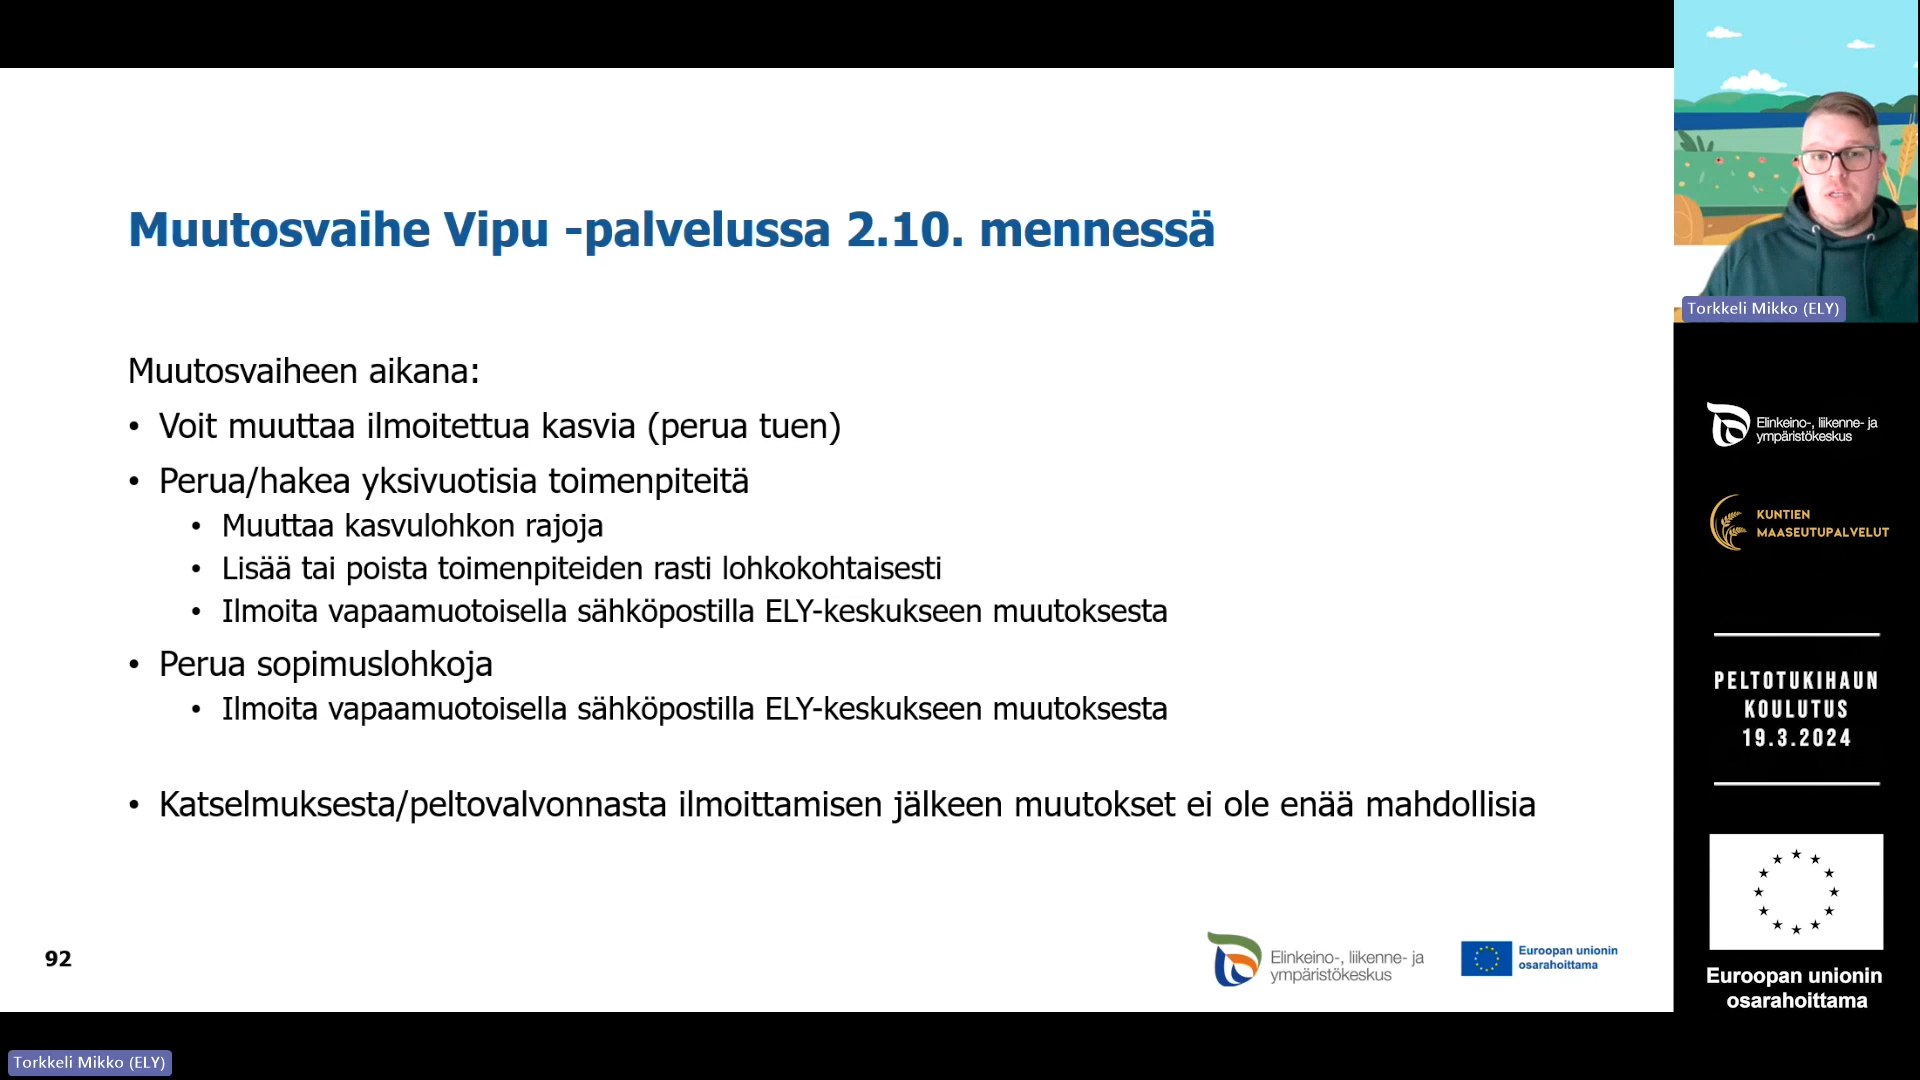 Muutosvaihe Vipu -palvelussa 2.10. mennessä
Muutosvaiheen aikana:
• Voit muuttaa ilmoitettua kasvia (perua tuen)
• Perua/hakea yksivuotisia toimenpiteitä
• Muuttaa kasvulohkon rajoja
• Lisää tai poista toimenpiteiden rasti lohkokohtaisesti
• Ilmoita vapaamuotoisella sähköpostilla ELY-keskukseen muutoksesta
• Perua sopimuslohkoja
• Ilmoita vapaamuotoisella sähköpostilla ELY-keskukseen muutoksesta
• Katselmuksesta/peltovalvonnasta ilmoittamisen jälkeen muutokset ei ole enää mahdollisia
92
Elinkeino-, liikenne- ja
ympäristökeskus
Euroopan unionin
osarahoittama
Torkkeli Mikko (ELY)
Torkkeli Mikko (ELY)
Elinkeino-, liikenne- ja
ympäristökeskus
KUNTIEN
MAASEUTUPALVELUT
PELTOTUKIHAUN
KOULUTUS
19.3.2024
Euroopan unionin
osarahoittama